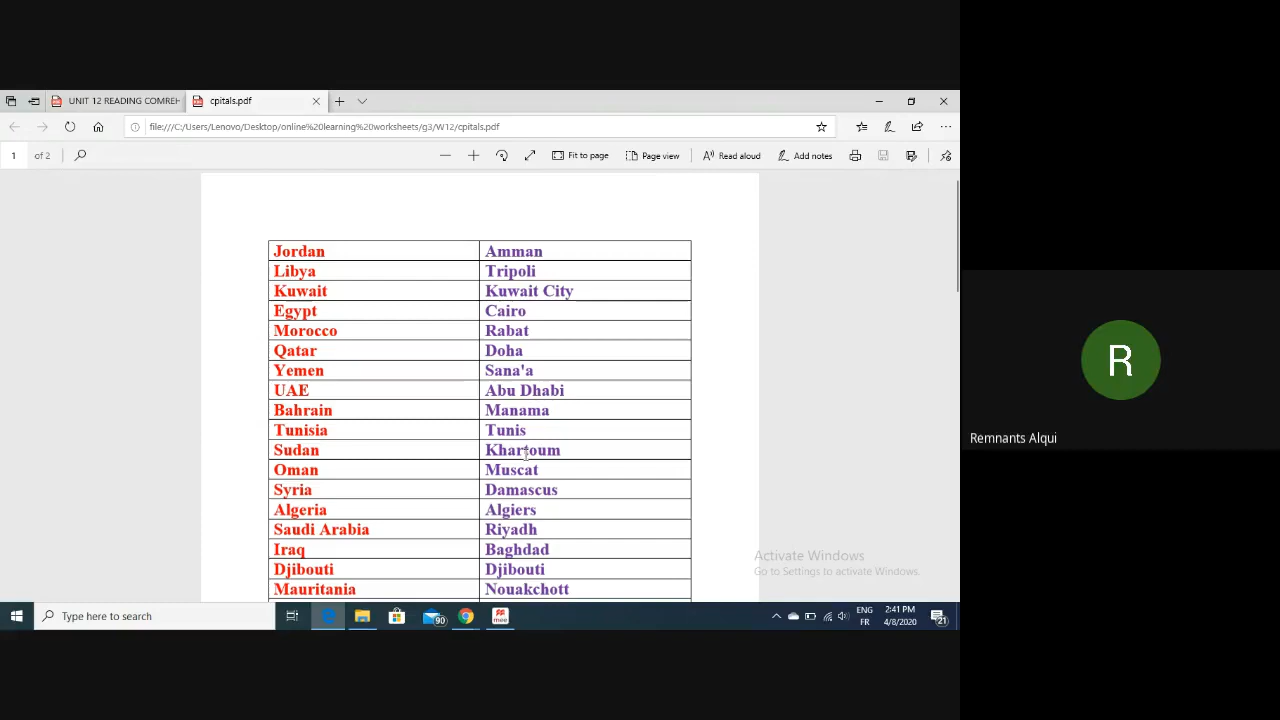 UNIT 12 READING COMREH
cpitals.pdf
file:///C:/Users/Lenovo/Desktop/online%20learning%20worksheets/g3/W12/cpitals.pdf
1 of 2 Fit to page Page view Read aloud Add notes
Jordan Amman
Libya Tripoli
Kuwait Kuwait City
Egypt Cairo
Morocco Rabat
Qatar Doha
Yemen Sana'a
UAE Abu Dhabi
Bahrain Manama
Tunisia Tunis
Sudan Khartoum
Oman Muscat
Syria Damascus
Algeria Algiers
Saudi Arabia Riyadh
Iraq Baghdad
Djibouti Djibouti
Mauritania Nouakchott
Activate Windows
Go to Settings to activate Windows.
R
Remnants Alqui
Type here to search
90
mee
ENG
FR
2:41 PM
4/8/2020
21